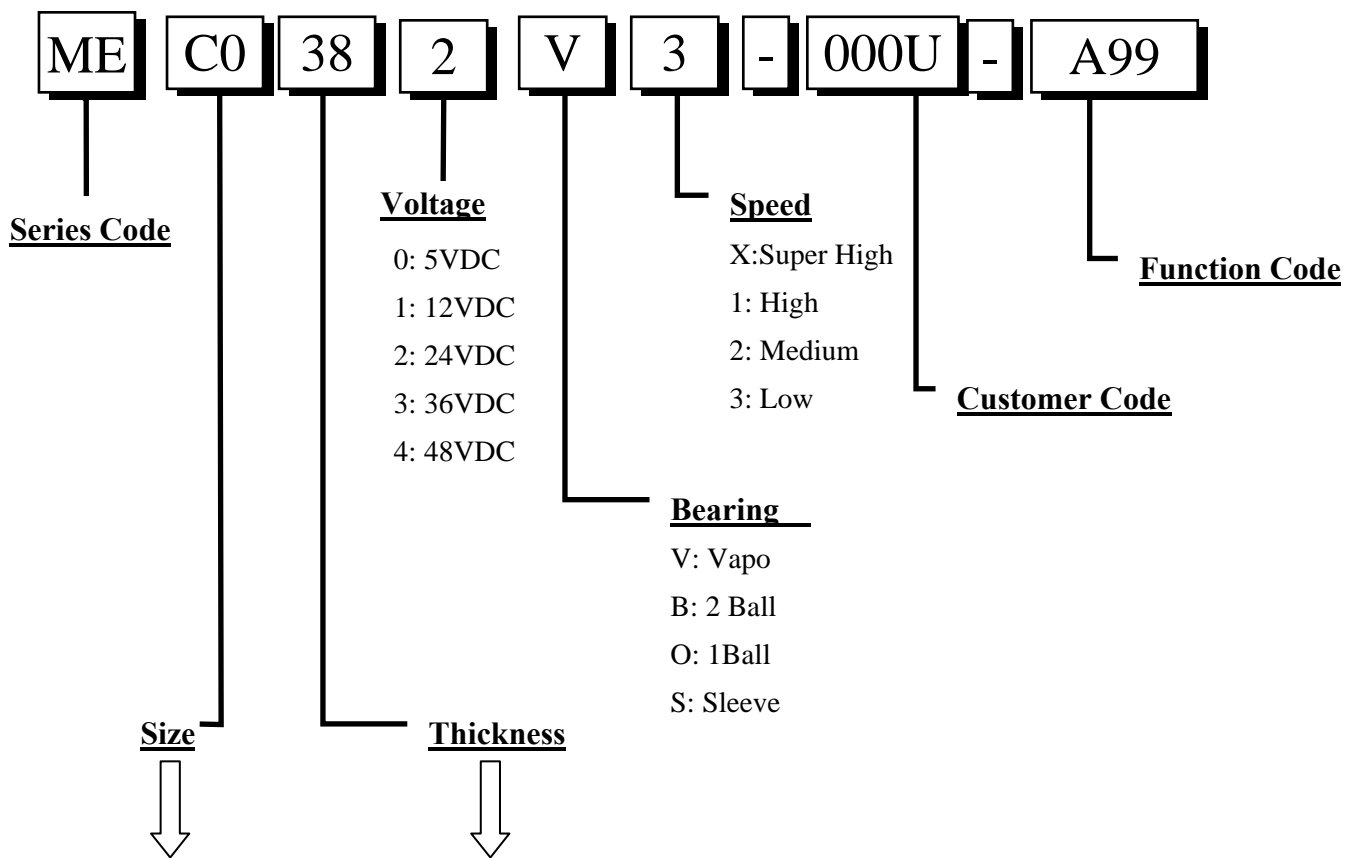 ME C0 38 2 V 3 - 000U - A99
Series Code
Voltage
0: 5VDC
1: 12VDC
2: 24VDC
3: 36VDC
4: 48VDC
Speed
X:Super High
1: High
2: Medium
3: Low
Function Code
Customer Code
Bearing
V: Vapo
B: 2 Ball
O: 1Ball
S: Sleeve
Size
Thickness